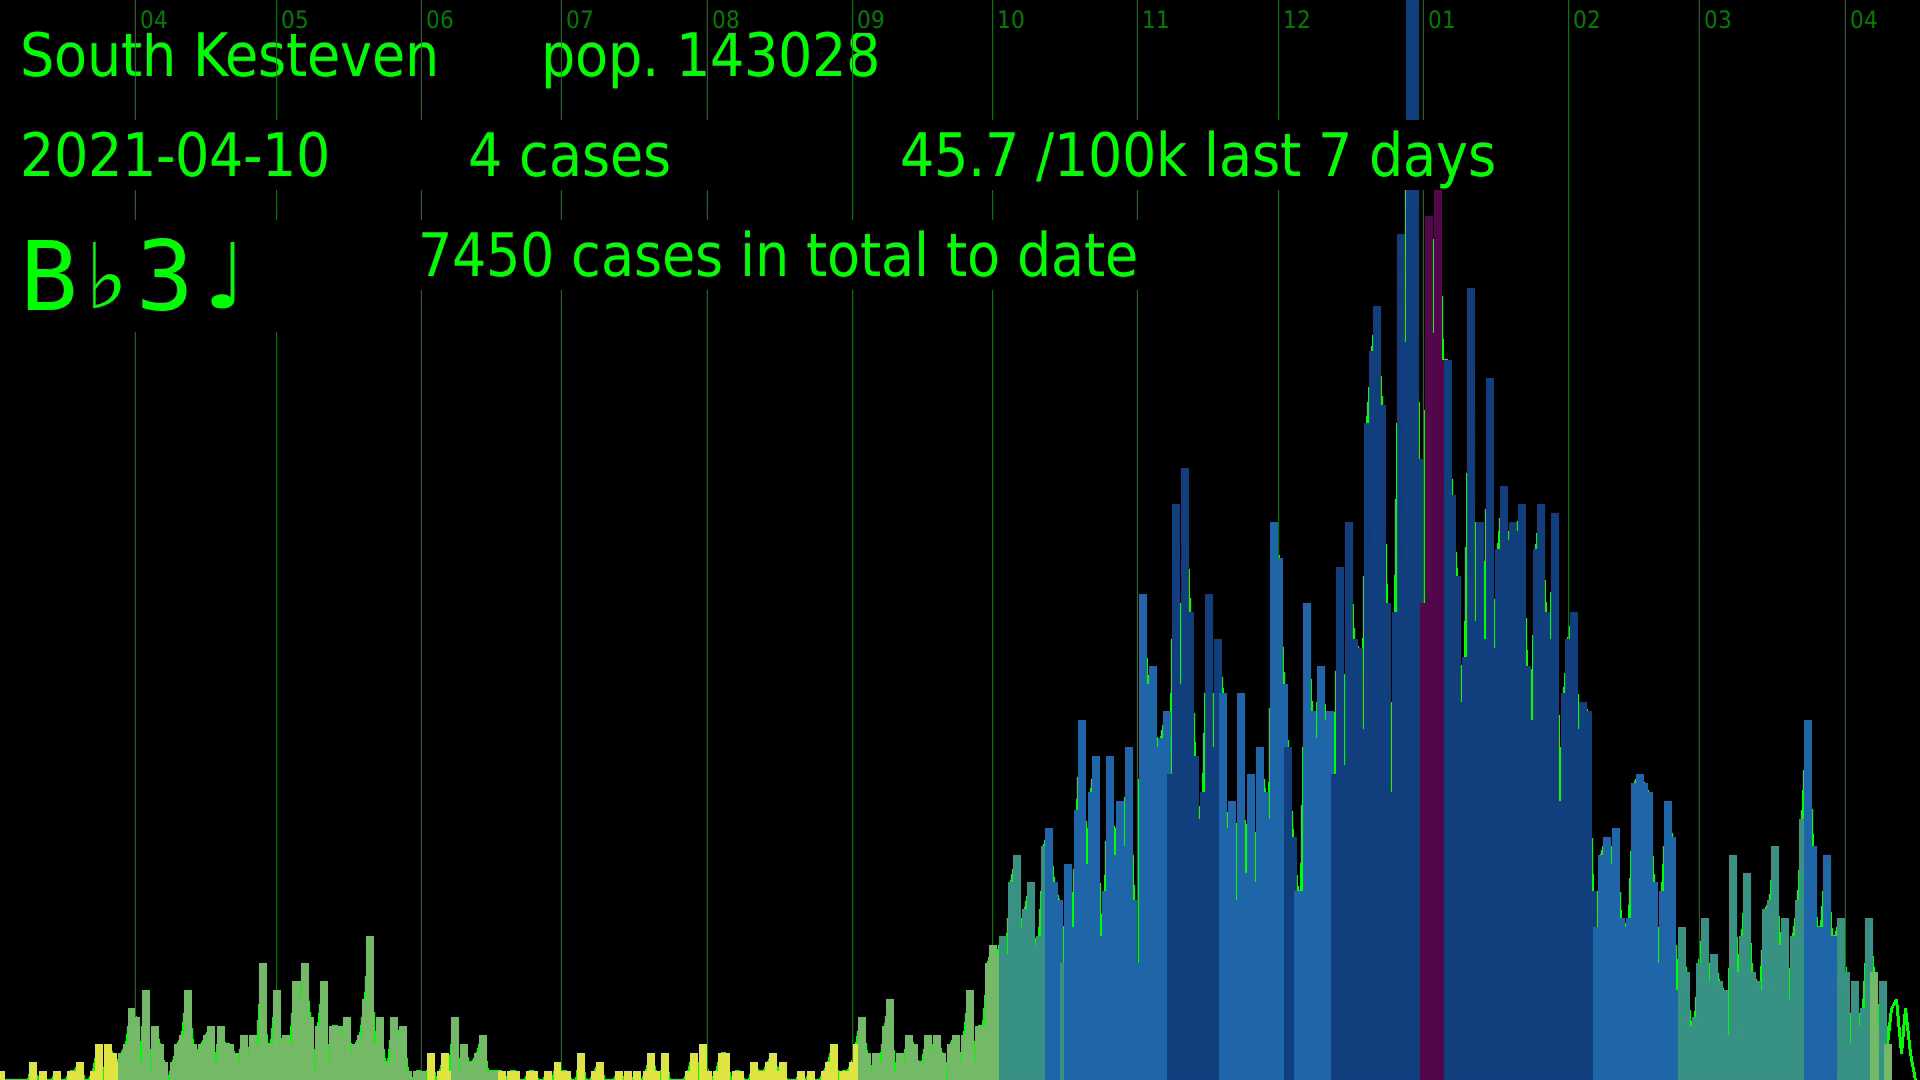 04 05 06 07 08 09 10 11 12 01 02 03 04
South Kesteven pop. 143028
2021-04-10 4 cases 45.7 /100k last 7 days
B♭3♩ 7450 cases in total to date